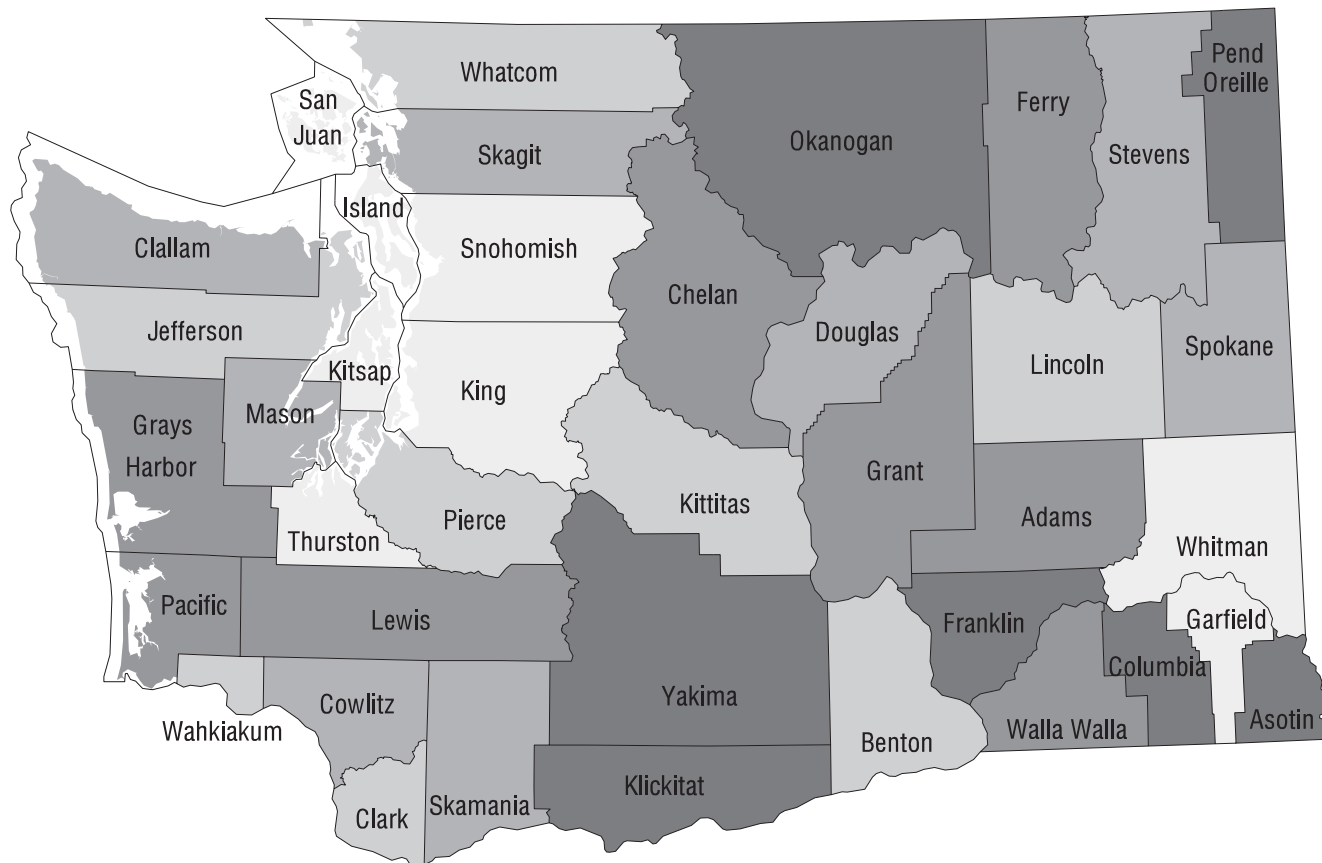 Whatcom
San
Juan
Skagit
Okanogan
Ferry
Pend
Oreille
Stevens
Island
Clallam
Snohomish
Chelan
Jefferson
Douglas
Lincoln
Spokane
Kitsap
King
Mason
Grays
Harbor
Grant
Kittitas
Pierce
Adams
Thurston
Whitman
Pacific
Lewis
Franklin
Garfield
Columbia
Yakima
Cowlitz
Wahkiakum
Walla Walla
Asotin
Benton
Klickitat
Skamania
Clark